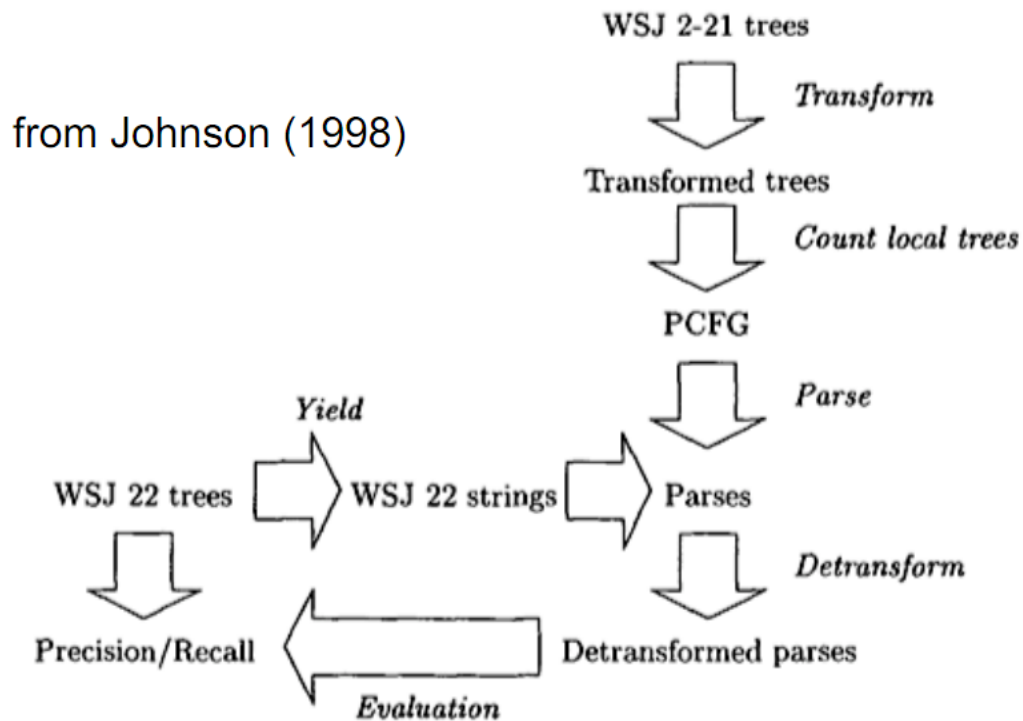 WSJ 2-21 trees
Transform
from Johnson (1998)
Transformed trees
Count local trees
PCFG
Parse
Yield
WSJ 22 trees
WSJ 22 strings
Parses
Detransform
Precision/Recall
Detransformed parses
Evaluation